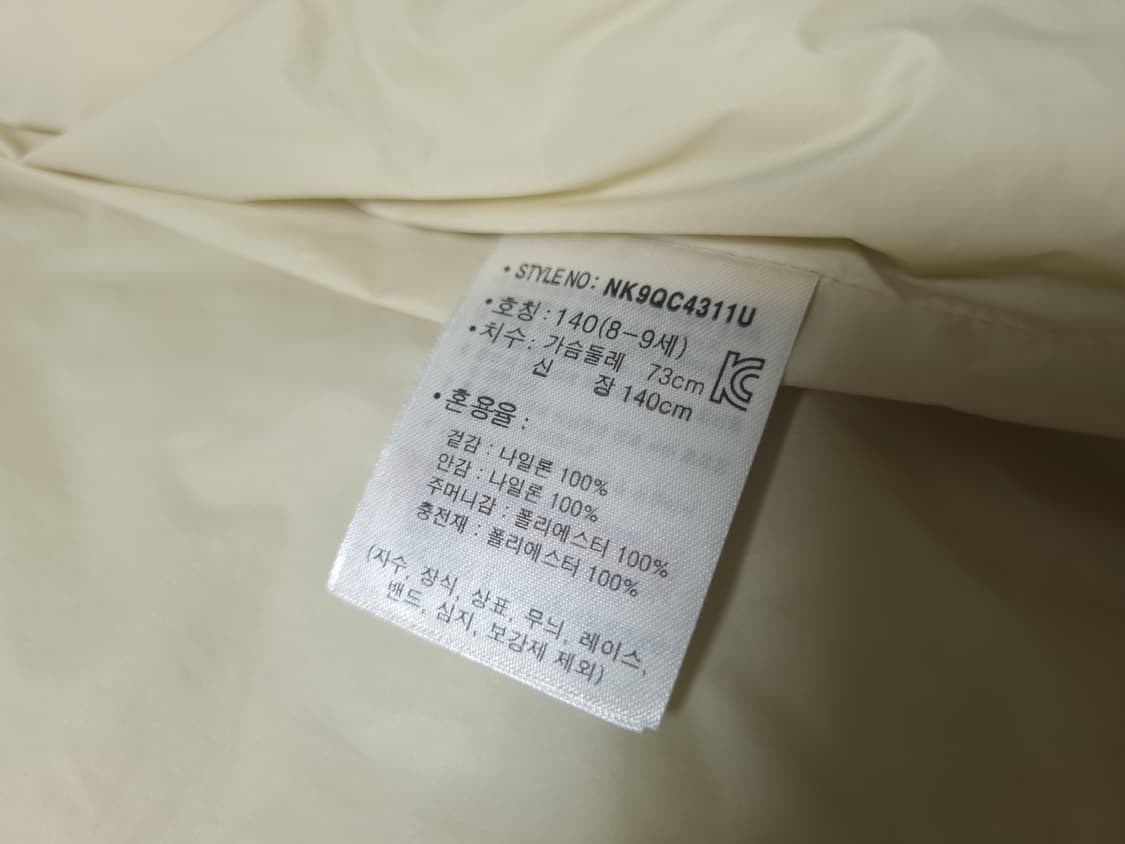 • STYLE NO : NK9QC4311U
• 호칭 : 140(8-9세)
• 치수 : 가슴둘레 73cm
신 장 140cm
• 혼용율 :
겉감 : 나일론 100%
안감 : 나일론 100%
주머니감 : 폴리에스터 100%
충전재 : 폴리에스터 100%
(자수, 장식, 상표, 무늬, 레이스,
밴드, 심지, 보강재 제외)